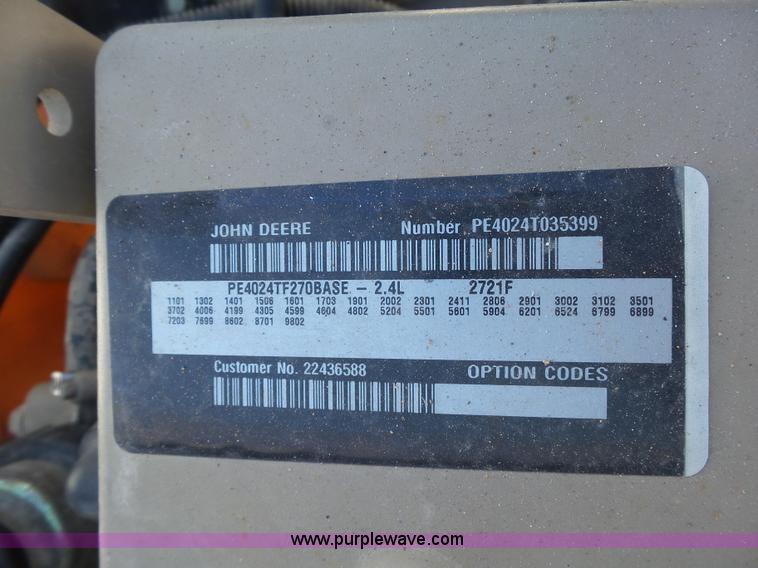 JOHN DEERE Number PE4024T035399
PE4024TF270BASE - 2.4L 2721F
1101 1302 1401 1506 1601 1703 1901 2002 2301 2411 2806 2901 3002 3102 3501
3702 4006 4199 4305 4599 4604 4802 5204 5501 5601 5904 6201 6524 6799 6899
7203 7699 8602 8701 9802
Customer No. 22436588 OPTION CODES
www.purplewave.com